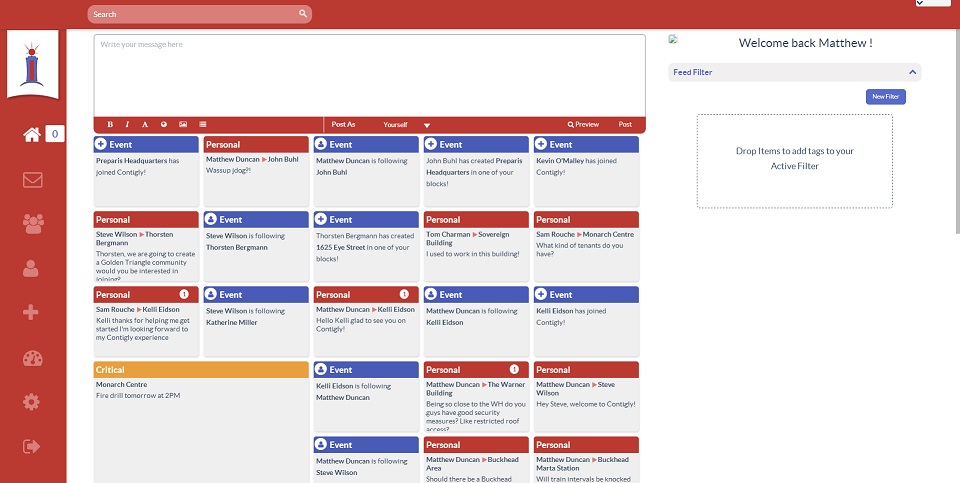 Search
Write your message here
B I A
Post As Yourself
Preview Post
Welcome back Matthew !
Feed Filter
New Filter
Drop Items to add tags to your
Active Filter
0
Event
Preparis Headquarters has
joined Contigly!
Personal
Matthew Duncan John Buhl
Wassup jdog?!
Event
Matthew Duncan is following
John Buhl
Event
John Buhl has created Preparis
Headquarters in one of your
blocks!
Event
Kevin O'Malley has joined
Contigly!
Personal
Steve Wilson Thorsten
Bergmann
Thorsten, we are going to create
a Golden Triangle community
would you be interested in
joining?
Event
Steve Wilson is following
Thorsten Bergmann
Event
Thorsten Bergmann has created
1625 Eye Street in one of your
blocks!
Personal
Tom Charman Sovereign
Building
I used to work in this building!
Personal
Sam Rouche Monarch Centre
What kind of tenants do you
have?
Personal 1
Sam Rouche Kelli Eidson
Kelli thanks for helping me get
started I'm looking forward to
my Contigly experience
Event
Steve Wilson is following
Katherine Miller
Personal 1
Matthew Duncan Kelli Eidson
Hello Kelli glad to see you on
Contigly!
Event
Matthew Duncan is following
Kelli Eidson
Event
Kelli Eidson has joined
Contigly!
Critical
Monarch Centre
Fire drill tomorrow at 2PM
Event
Kelli Eidson is following
Matthew Duncan
Personal 1
Matthew Duncan The Warner
Building
Being so close to the WH do you
guys have good security
measures? Like restricted roof
access?
Personal
Matthew Duncan Steve
Wilson
Hey Steve, welcome to Contigly!
Event
Matthew Duncan is following
Steve Wilson
Personal
Matthew Duncan Buckhead
Area
Should there be a Buckhead
Personal
Matthew Duncan Buckhead
Marta Station
Will train intervals be knocked